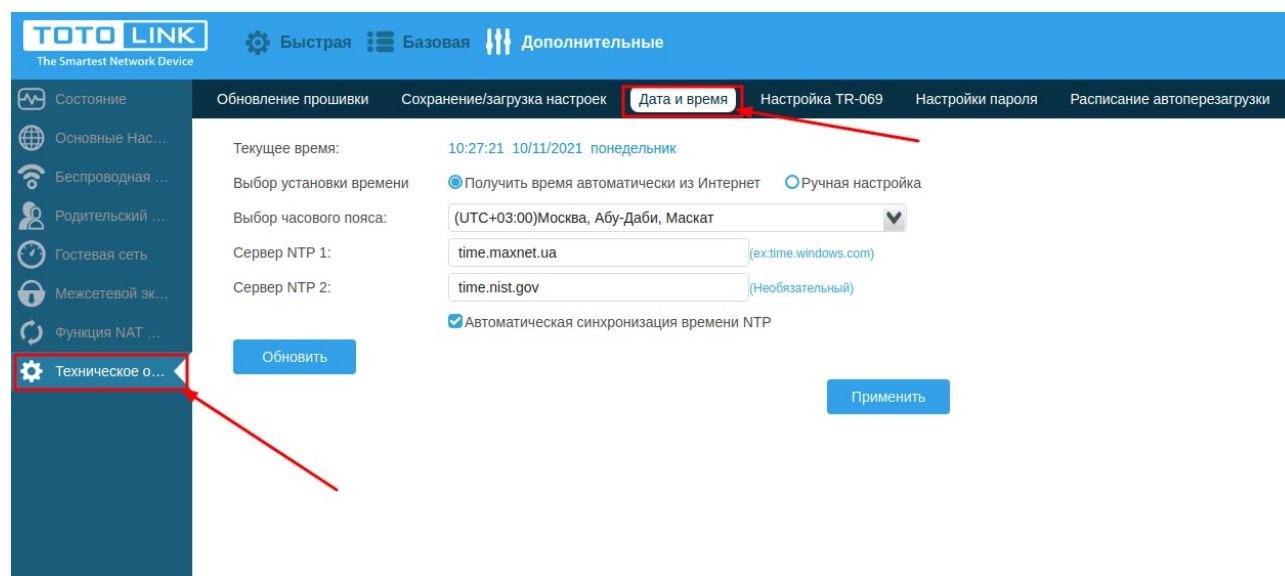 TOTO LINK
The Smartest Network Device
Быстрая Базовая Дополнительные
Состояние
Основные Нас...
Беспроводная ...
Родительский ...
Гостевая сеть
Межсетевой эк...
Функция NAT ...
Техническое о...
Обновление прошивки Сохранение/загрузка настроек Дата и время Настройка TR-069 Настройки пароля Расписание автоперезагрузки
Текущее время: 10:27:21 10/11/2021 понедельник
Выбор установки времени Получить время автоматически из Интернет Ручная настройка
Выбор часового пояса: (UTC+03:00)Москва, Абу-Даби, Маскат
Сервер NTP 1: time.maxnet.ua (ex:time.windows.com)
Сервер NTP 2: time.nist.gov (Необязательный)
Автоматическая синхронизация времени NTP
Обновить
Применить